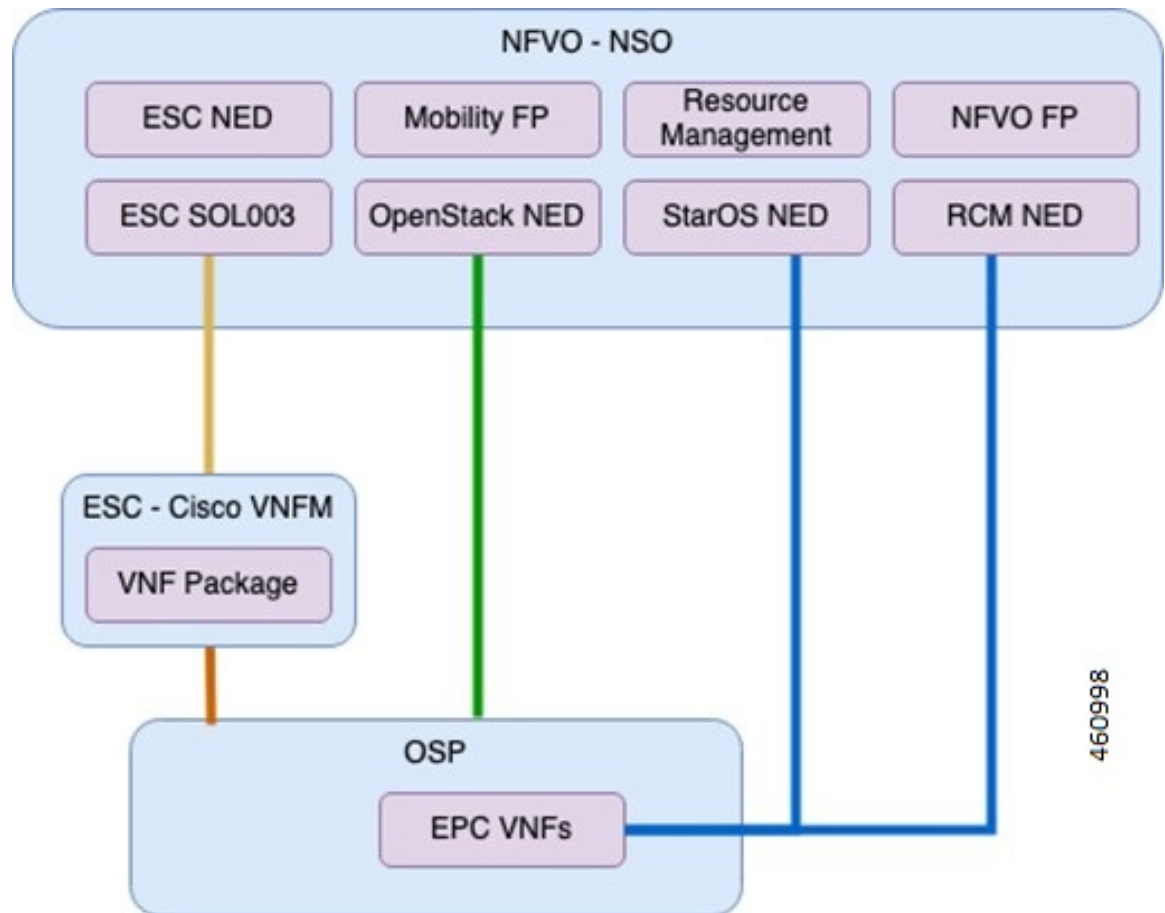 NFVO - NSO
ESC NED
Mobility FP
Resource
Management
NFVO FP
ESC SOL003
OpenStack NED
StarOS NED
RCM NED
ESC - Cisco VNFM
VNF Package
OSP
EPC VNFs
460998